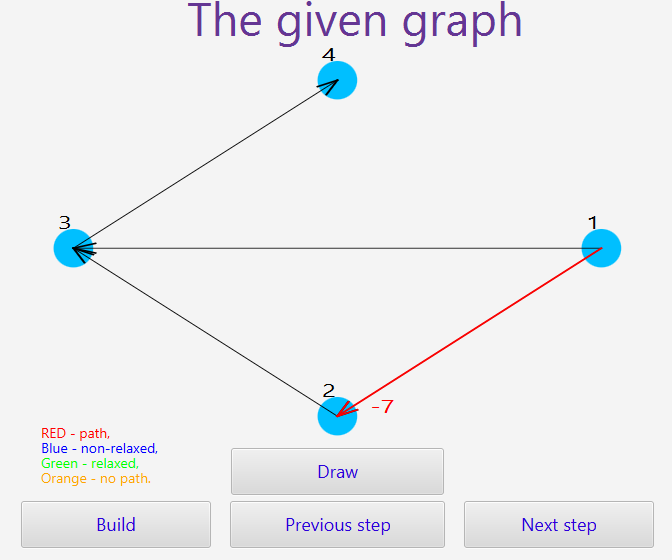 The given graph
4
3
1
2
-7
RED - path,
Blue - non-relaxed,
Green - relaxed,
Orange - no path.
Draw
Build
Previous step
Next step